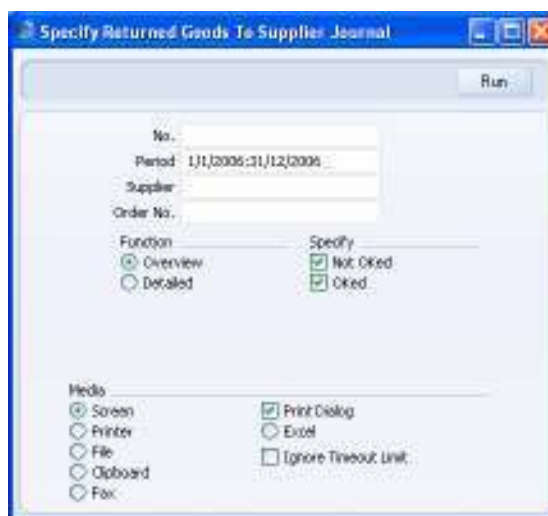 Specify Returned Goods To Supplier Journal
Run
No.
Period 1/1/2006:31/12/2006
Supplier
Order No.
Function Specify
Overview Not OKed
Detailed OKed
Media
Screen Print Dialog
Printer Excel
File Ignore Timeout Limit
Clipboard
Fax